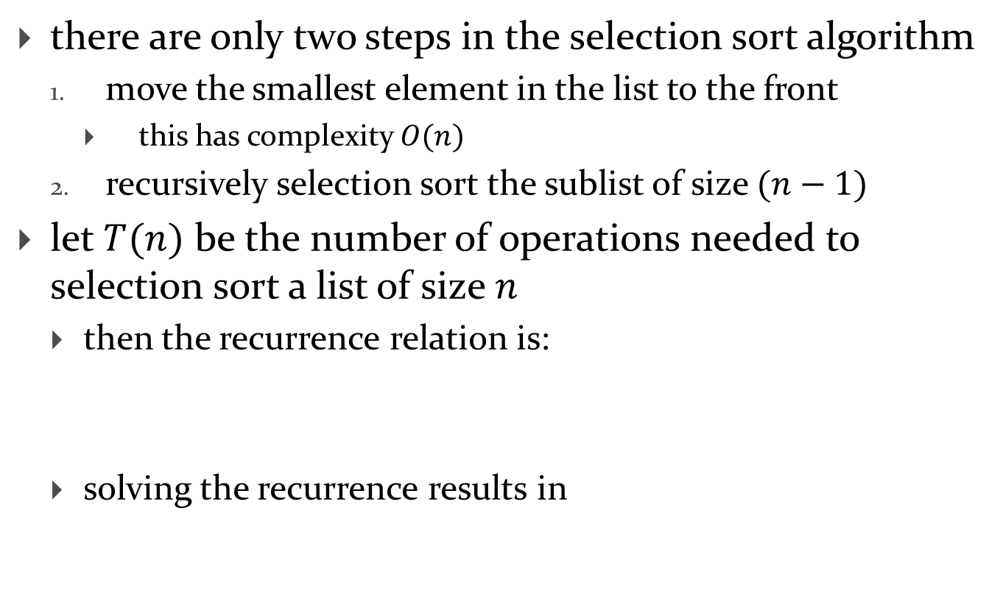 there are only two steps in the selection sort algorithm
1. move the smallest element in the list to the front
this has complexity O(n)
2. recursively selection sort the sublist of size (n − 1)
let T(n) be the number of operations needed to
selection sort a list of size n
then the recurrence relation is:
solving the recurrence results in